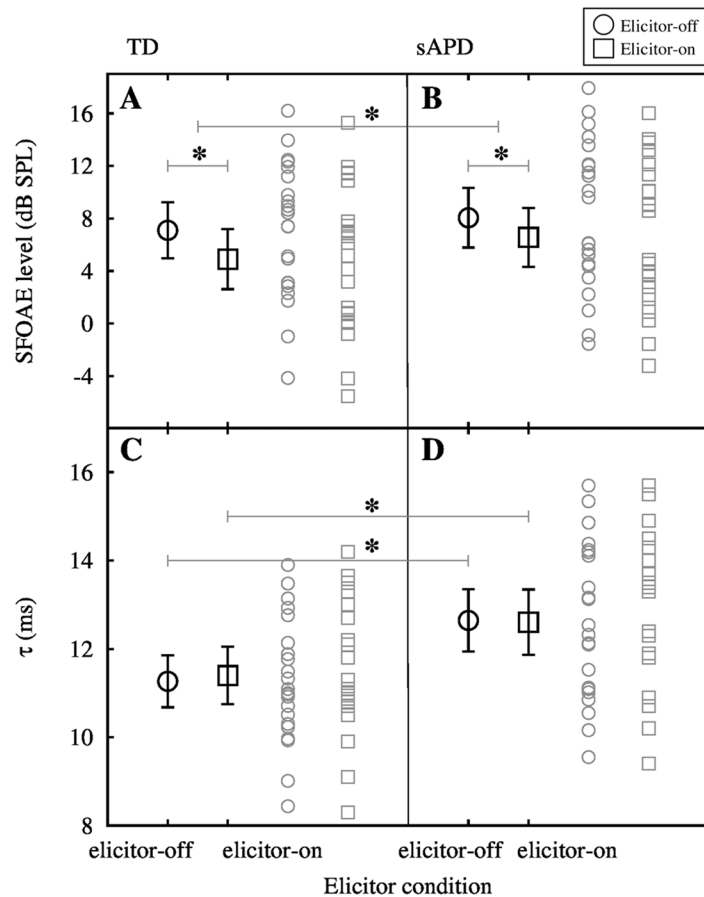 Elicitor-off
Elicitor-on
TD
sAPD
A
B
*
*
*
16
12
8
4
0
-4
SFOAE level (dB SPL)
C
D
*
*
16
14
12
10
8
τ (ms)
elicitor-off
elicitor-on
elicitor-off
elicitor-on
Elicitor condition